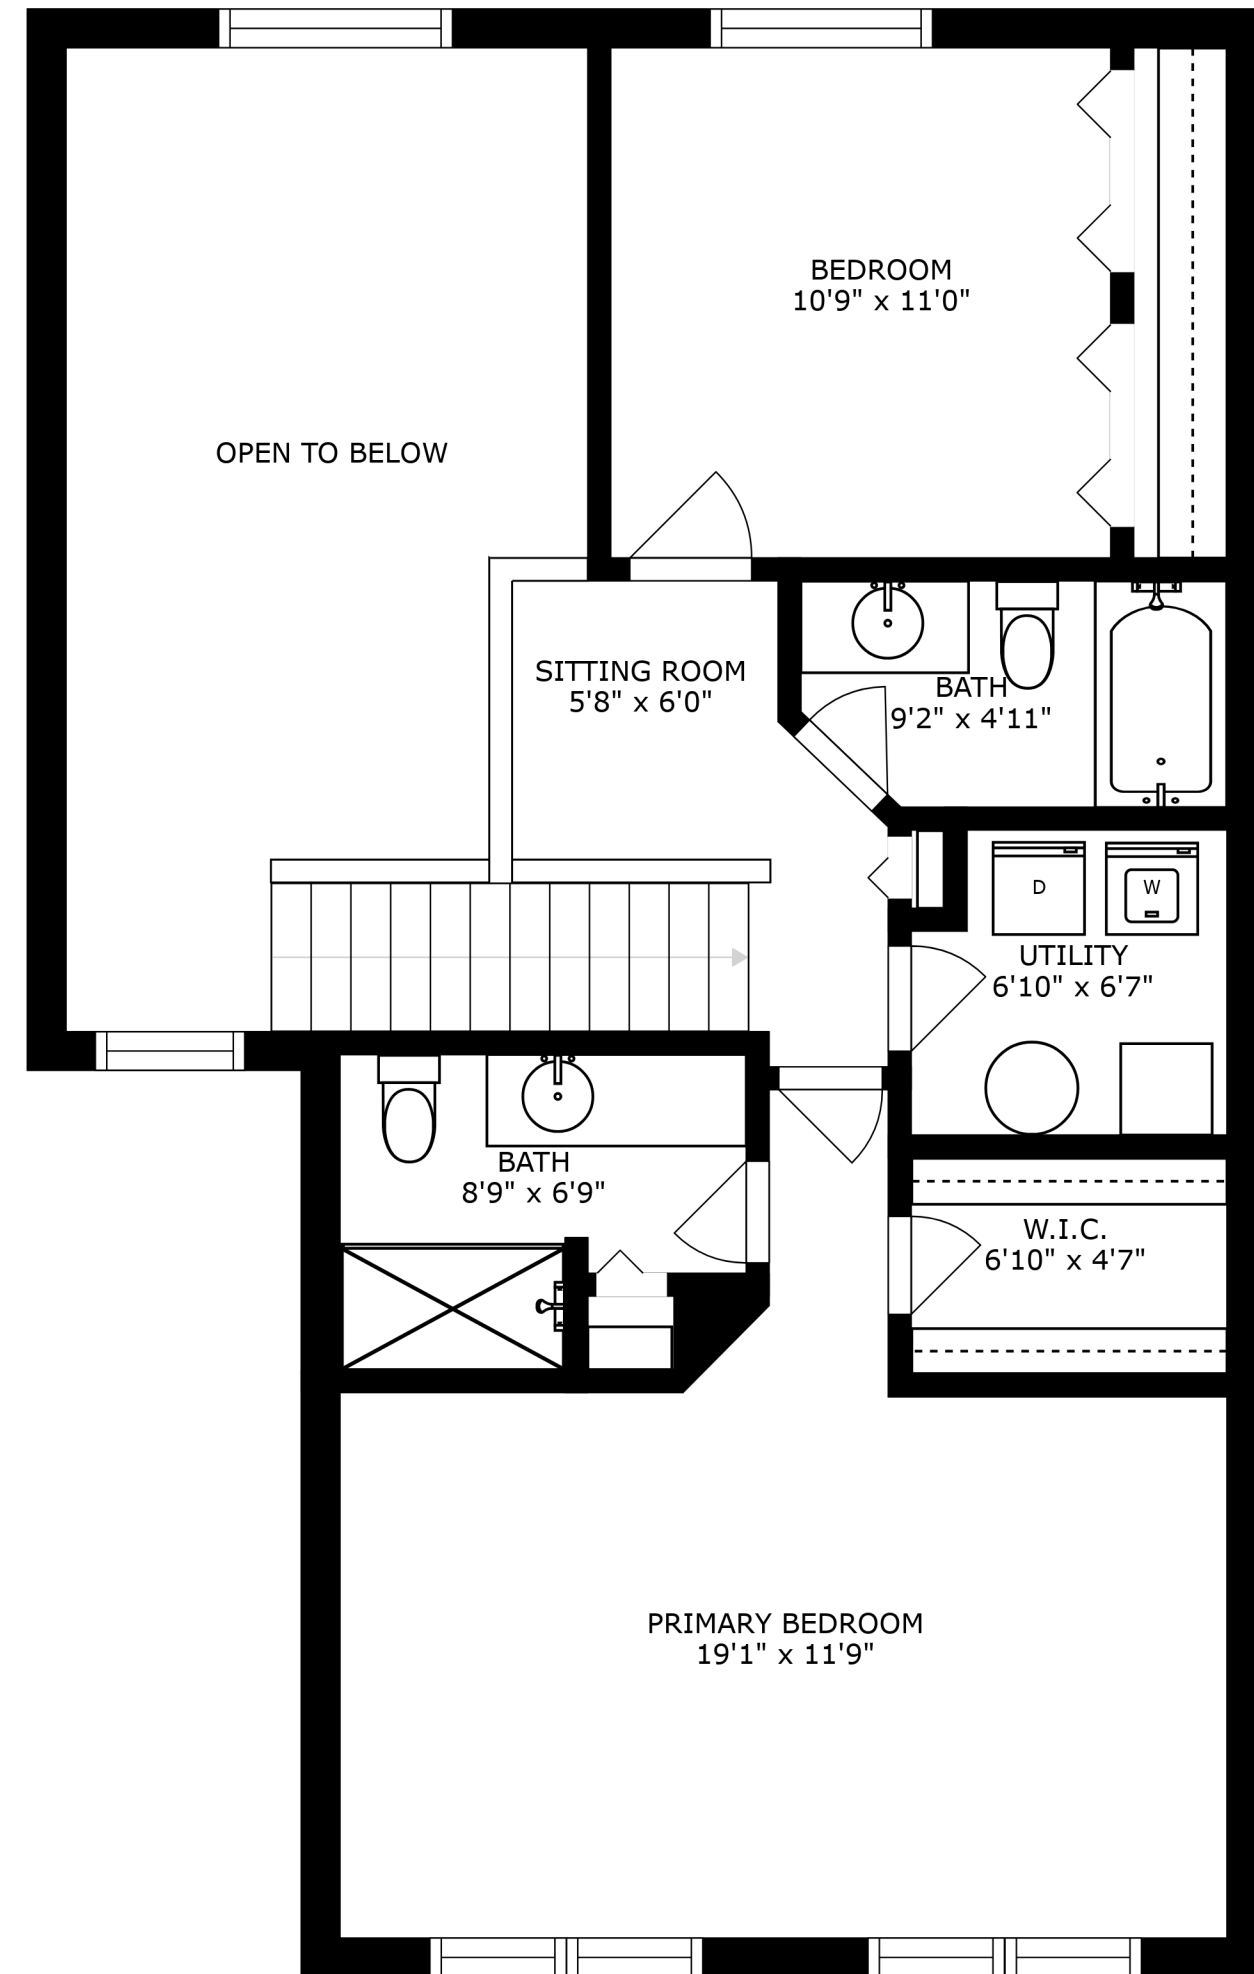 BEDROOM
10'9" x 11'0"
OPEN TO BELOW
SITTING ROOM
5'8" x 6'0"
BATH
9'2" x 4'11"
D
W
UTILITY
6'10" x 6'7"
BATH
8'9" x 6'9"
W.I.C.
6'10" x 4'7"
PRIMARY BEDROOM
19'1" x 11'9"